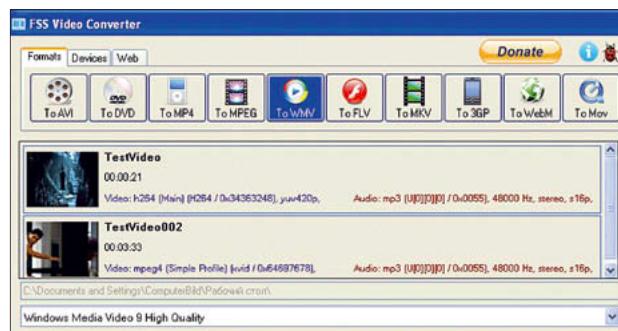 FSS Video Converter
Formats Devices Web
Donate
To AVI To DVD To MP4 To MPEG To WMV To FLV To MKV To 3GP To WebM To Mov
TestVideo
00:00:21
Video: h264 (Main) (H264 / 0x34363248), yuv420p, Audio: mp3 (U[0][0][0] / 0x0055), 48000 Hz, stereo, s16p,
TestVideo002
00:03:33
Video: mpeg4 (Simple Profile) (xvid / 0x64697678), Audio: mp3 (U[0][0][0] / 0x0055), 48000 Hz, stereo, s16p,
C:\Documents and Settings\ComputerBild\Рабочий стол\
Windows Media Video 9 High Quality